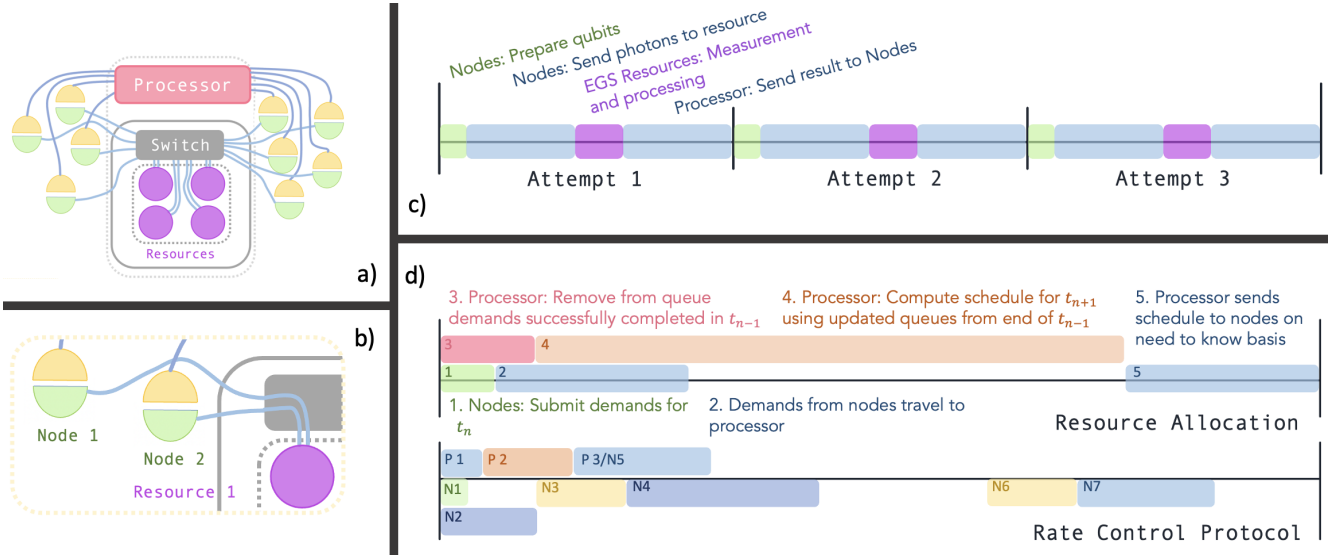 Processor
Switch
Resources
a)
b)
Node 1
Node 2
Resource 1
c)
Nodes: Prepare qubits
Nodes: Send photons to resource
EGS Resources: Measurement
and processing
Processor: Send result to Nodes
Attempt 1
Attempt 2
Attempt 3
d)
3. Processor: Remove from queue
demands successfully completed in tₙ₋₁
4. Processor: Compute schedule for tₙ₊₁
using updated queues from end of tₙ₋₁
5. Processor sends
schedule to nodes on
need to know basis
3
4
1
2
5
1. Nodes: Submit demands for
tₙ
2. Demands from nodes travel to
processor
Resource Allocation
P 1
P 2
P 3/N5
N1
N2
N3
N4
N6
N7
Rate Control Protocol